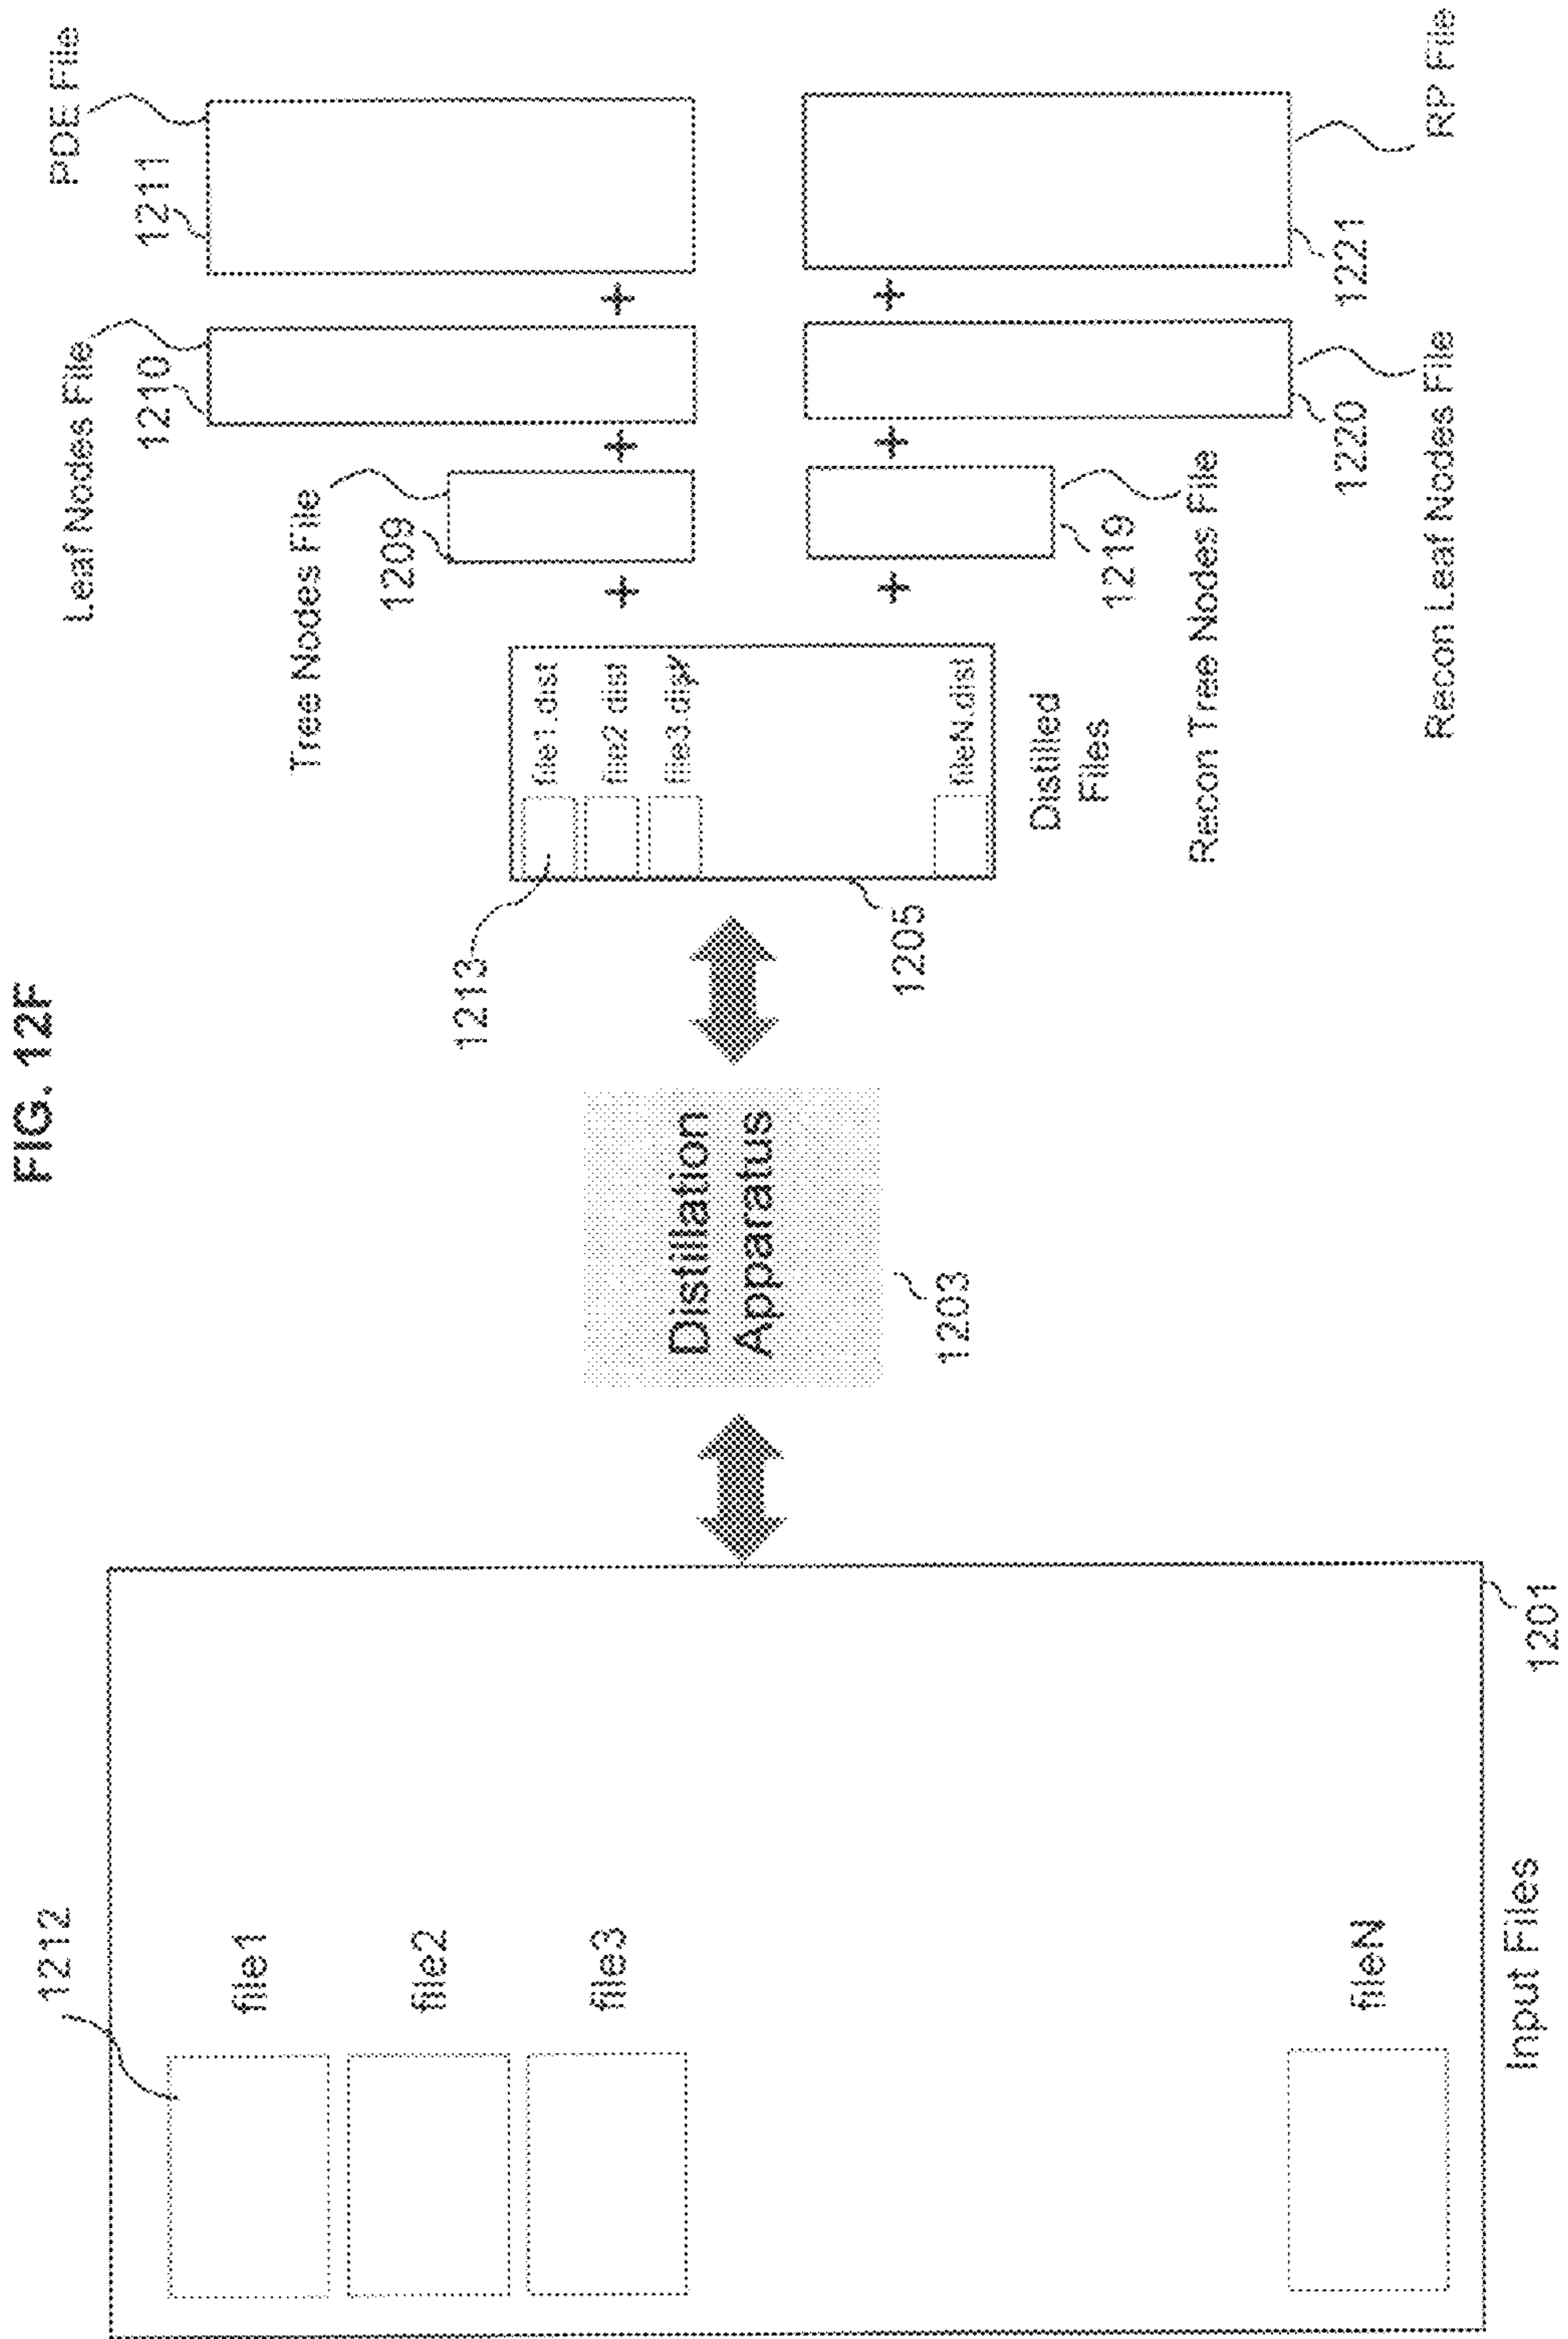 FIG. 12F
1212
file1
file2
file3
fileN
Input Files
1201
Distillation
Apparatus
1203
1213
file1.dist
file2.dist
file3.dist
fileN.dist
Distilled
Files
1205
Tree Nodes File
1209
Leaf Nodes File
1210
PDE File
1211
Recon Tree Nodes File
1219
Recon Leaf Nodes File
1220
RP File
1221
+
+
+
+
+
+